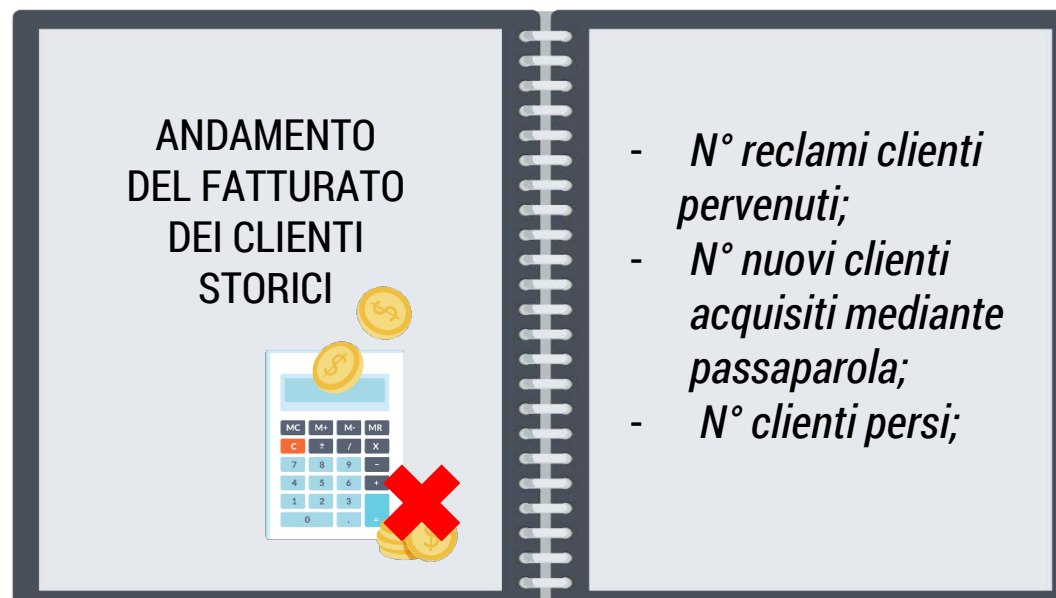 ANDAMENTO
DEL FATTURATO
DEI CLIENTI
STORICI
MC M+ M- MR
C ± / X
7 8 9 -
4 5 6 +
1 2 3
0 . =
- N° reclami clienti
pervenuti;
- N° nuovi clienti
acquisiti mediante
passaparola;
- N° clienti persi;